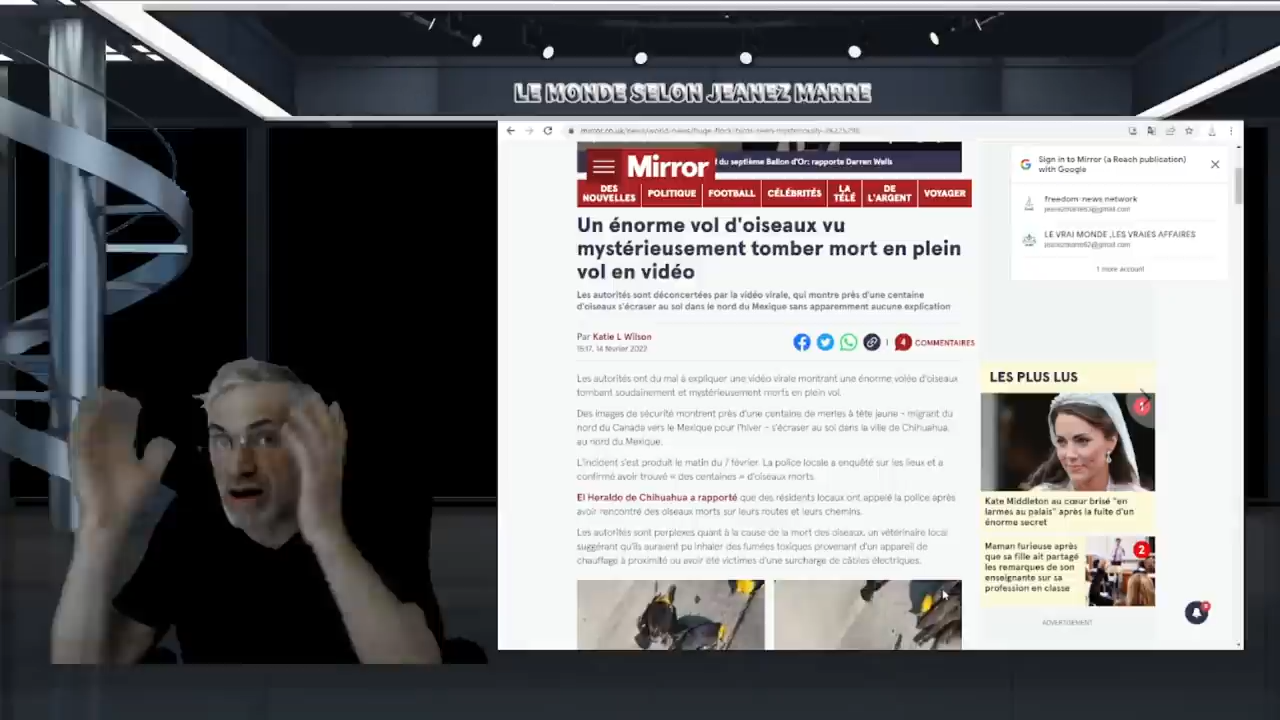 LE MONDE SELON JEANEZ MARRE
du septième Ballon d'Or: rapporte Darren Wells
Mirror
DES NOUVELLES
POLITIQUE
FOOTBALL
CÉLÉBRITÉS
LA TÉLÉ
DE L'ARGENT
VOYAGER
Un énorme vol d'oiseaux vu
mystérieusement tomber mort en plein
vol en vidéo
Les autorités sont déconcertées par la vidéo virale, qui montre près d'une centaine
d'oiseaux s'écraser au sol dans le nord du Mexique sans apparemment aucune explication
Par Katie L Wilson
15:17, 14 février 2022
4 COMMENTAIRES
Les autorités ont du mal à expliquer une vidéo virale montrant une énorme volée d'oiseaux
tombant soudainement et mystérieusement morts en plein vol.
Des images de sécurité montrent près d'une centaine de merles à tête jaune - migrant du
nord du Canada vers le Mexique pour l'hiver - s'écraser au sol dans la ville de Chihuahua,
au nord du Mexique.
L'incident s'est produit le matin du 7 février. La police locale a enquêté sur les lieux et a
confirmé avoir trouvé « des centaines » d'oiseaux morts.
El Heraldo de Chihuahua a rapporté que des résidents locaux ont appelé la police après
avoir rencontré des oiseaux morts sur leurs routes et leurs chemins.
Les autorités sont perplexes quant à la cause de la mort des oiseaux, un vétérinaire local
suggérant qu'ils auraient pu inhaler des fumées toxiques provenant d'un appareil de
chauffage à proximité ou avoir été victimes d'une surcharge de câbles électriques.
Sign in to Mirror (a Reach publication)
with Google
freedom-news network
LE VRAI MONDE ,LES VRAIES AFFAIRES
1 more account
LES PLUS LUS
1
Kate Middleton au cœur brisé "en
larmes au palais" après la fuite d'un
énorme secret
Maman furieuse après
que sa fille ait partagé
les remarques de son
enseignante sur sa
profession en classe
2
ADVERTISEMENT